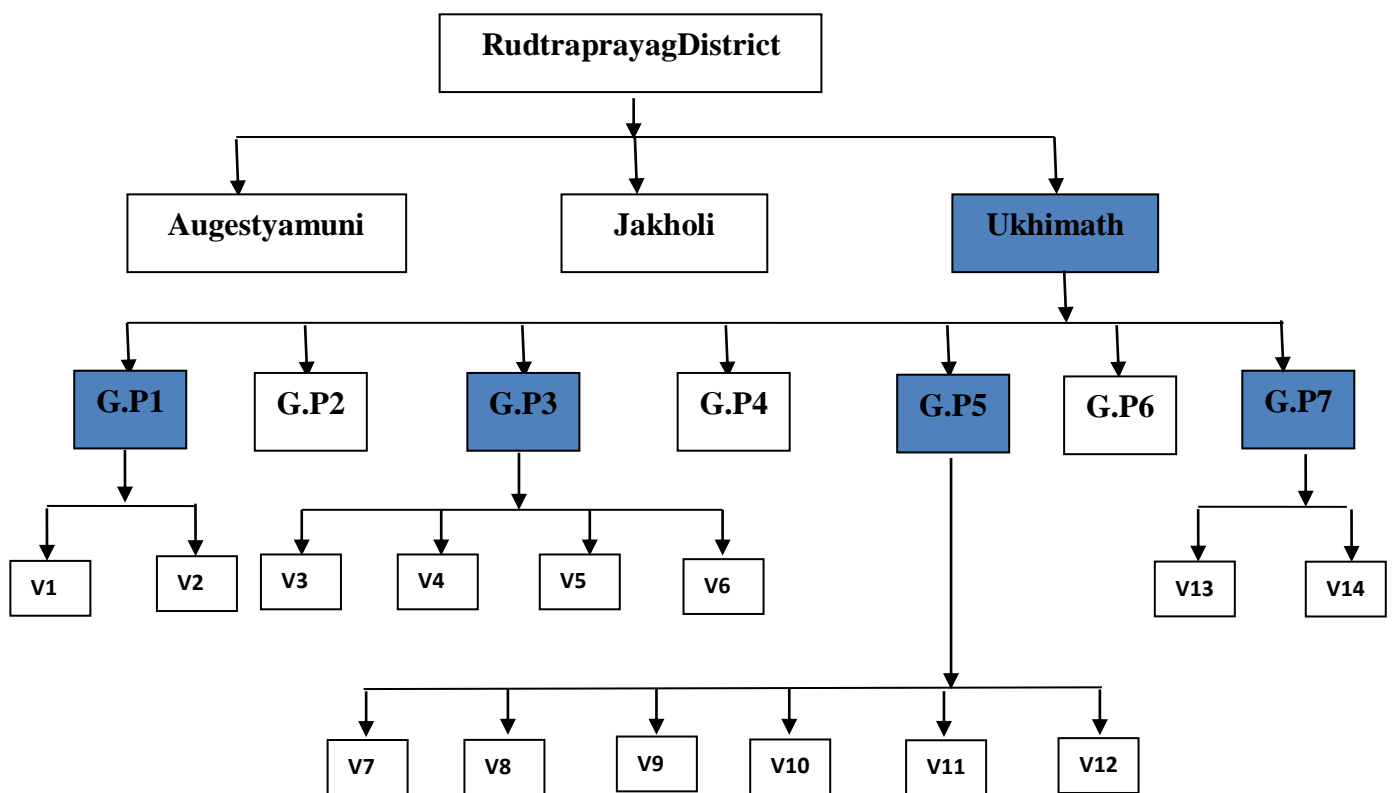 RudtraprayagDistrict
Augestyamuni
Jakholi
Ukhimath
G.P1
G.P2
G.P3
G.P4
G.P5
G.P6
G.P7
V1
V2
V3
V4
V5
V6
V13
V14
V7
V8
V9
V10
V11
V12